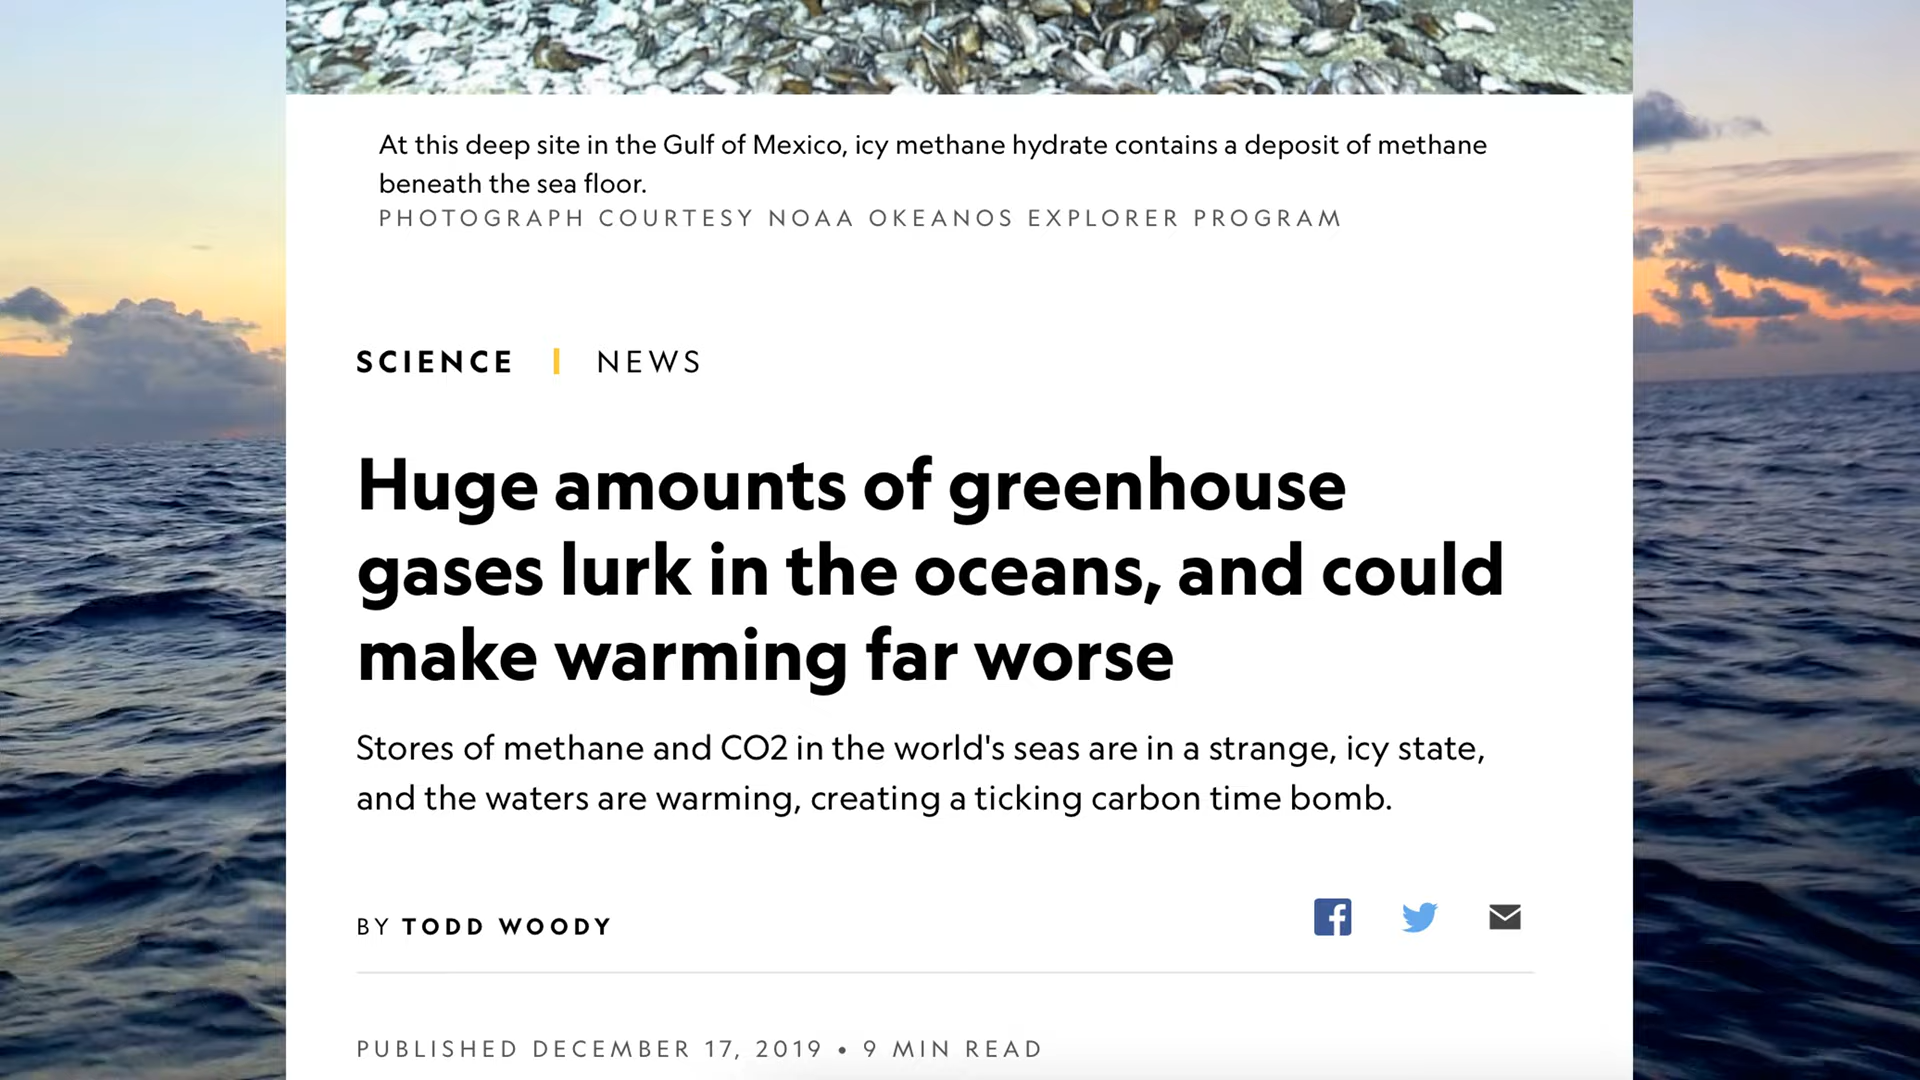 At this deep site in the Gulf of Mexico, icy methane hydrate contains a deposit of methane
beneath the sea floor.
PHOTOGRAPH COURTESY NOAA OKEANOS EXPLORER PROGRAM
SCIENCE | NEWS
Huge amounts of greenhouse
gases lurk in the oceans, and could
make warming far worse
Stores of methane and CO2 in the world's seas are in a strange, icy state,
and the waters are warming, creating a ticking carbon time bomb.
BY TODD WOODY
PUBLISHED DECEMBER 17, 2019 • 9 MIN READ